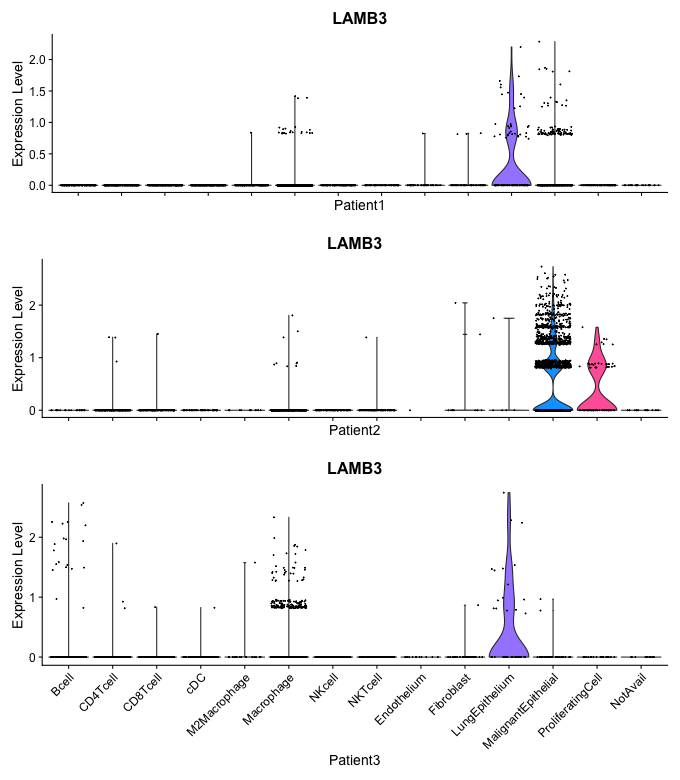 LAMB3
Expression Level
2.0
1.5
1.0
0.5
0.0
Patient1
LAMB3
Expression Level
2
1
0
Patient2
LAMB3
Expression Level
2
1
0
Bcell
CD4Tcell
CD8Tcell
cDC
M2Macrophage
Macrophage
NKcell
NKTcell
Endothelium
Fibroblast
LungEpithelium
MalignantEpithelial
ProliferatingCell
NotAvail
Patient3